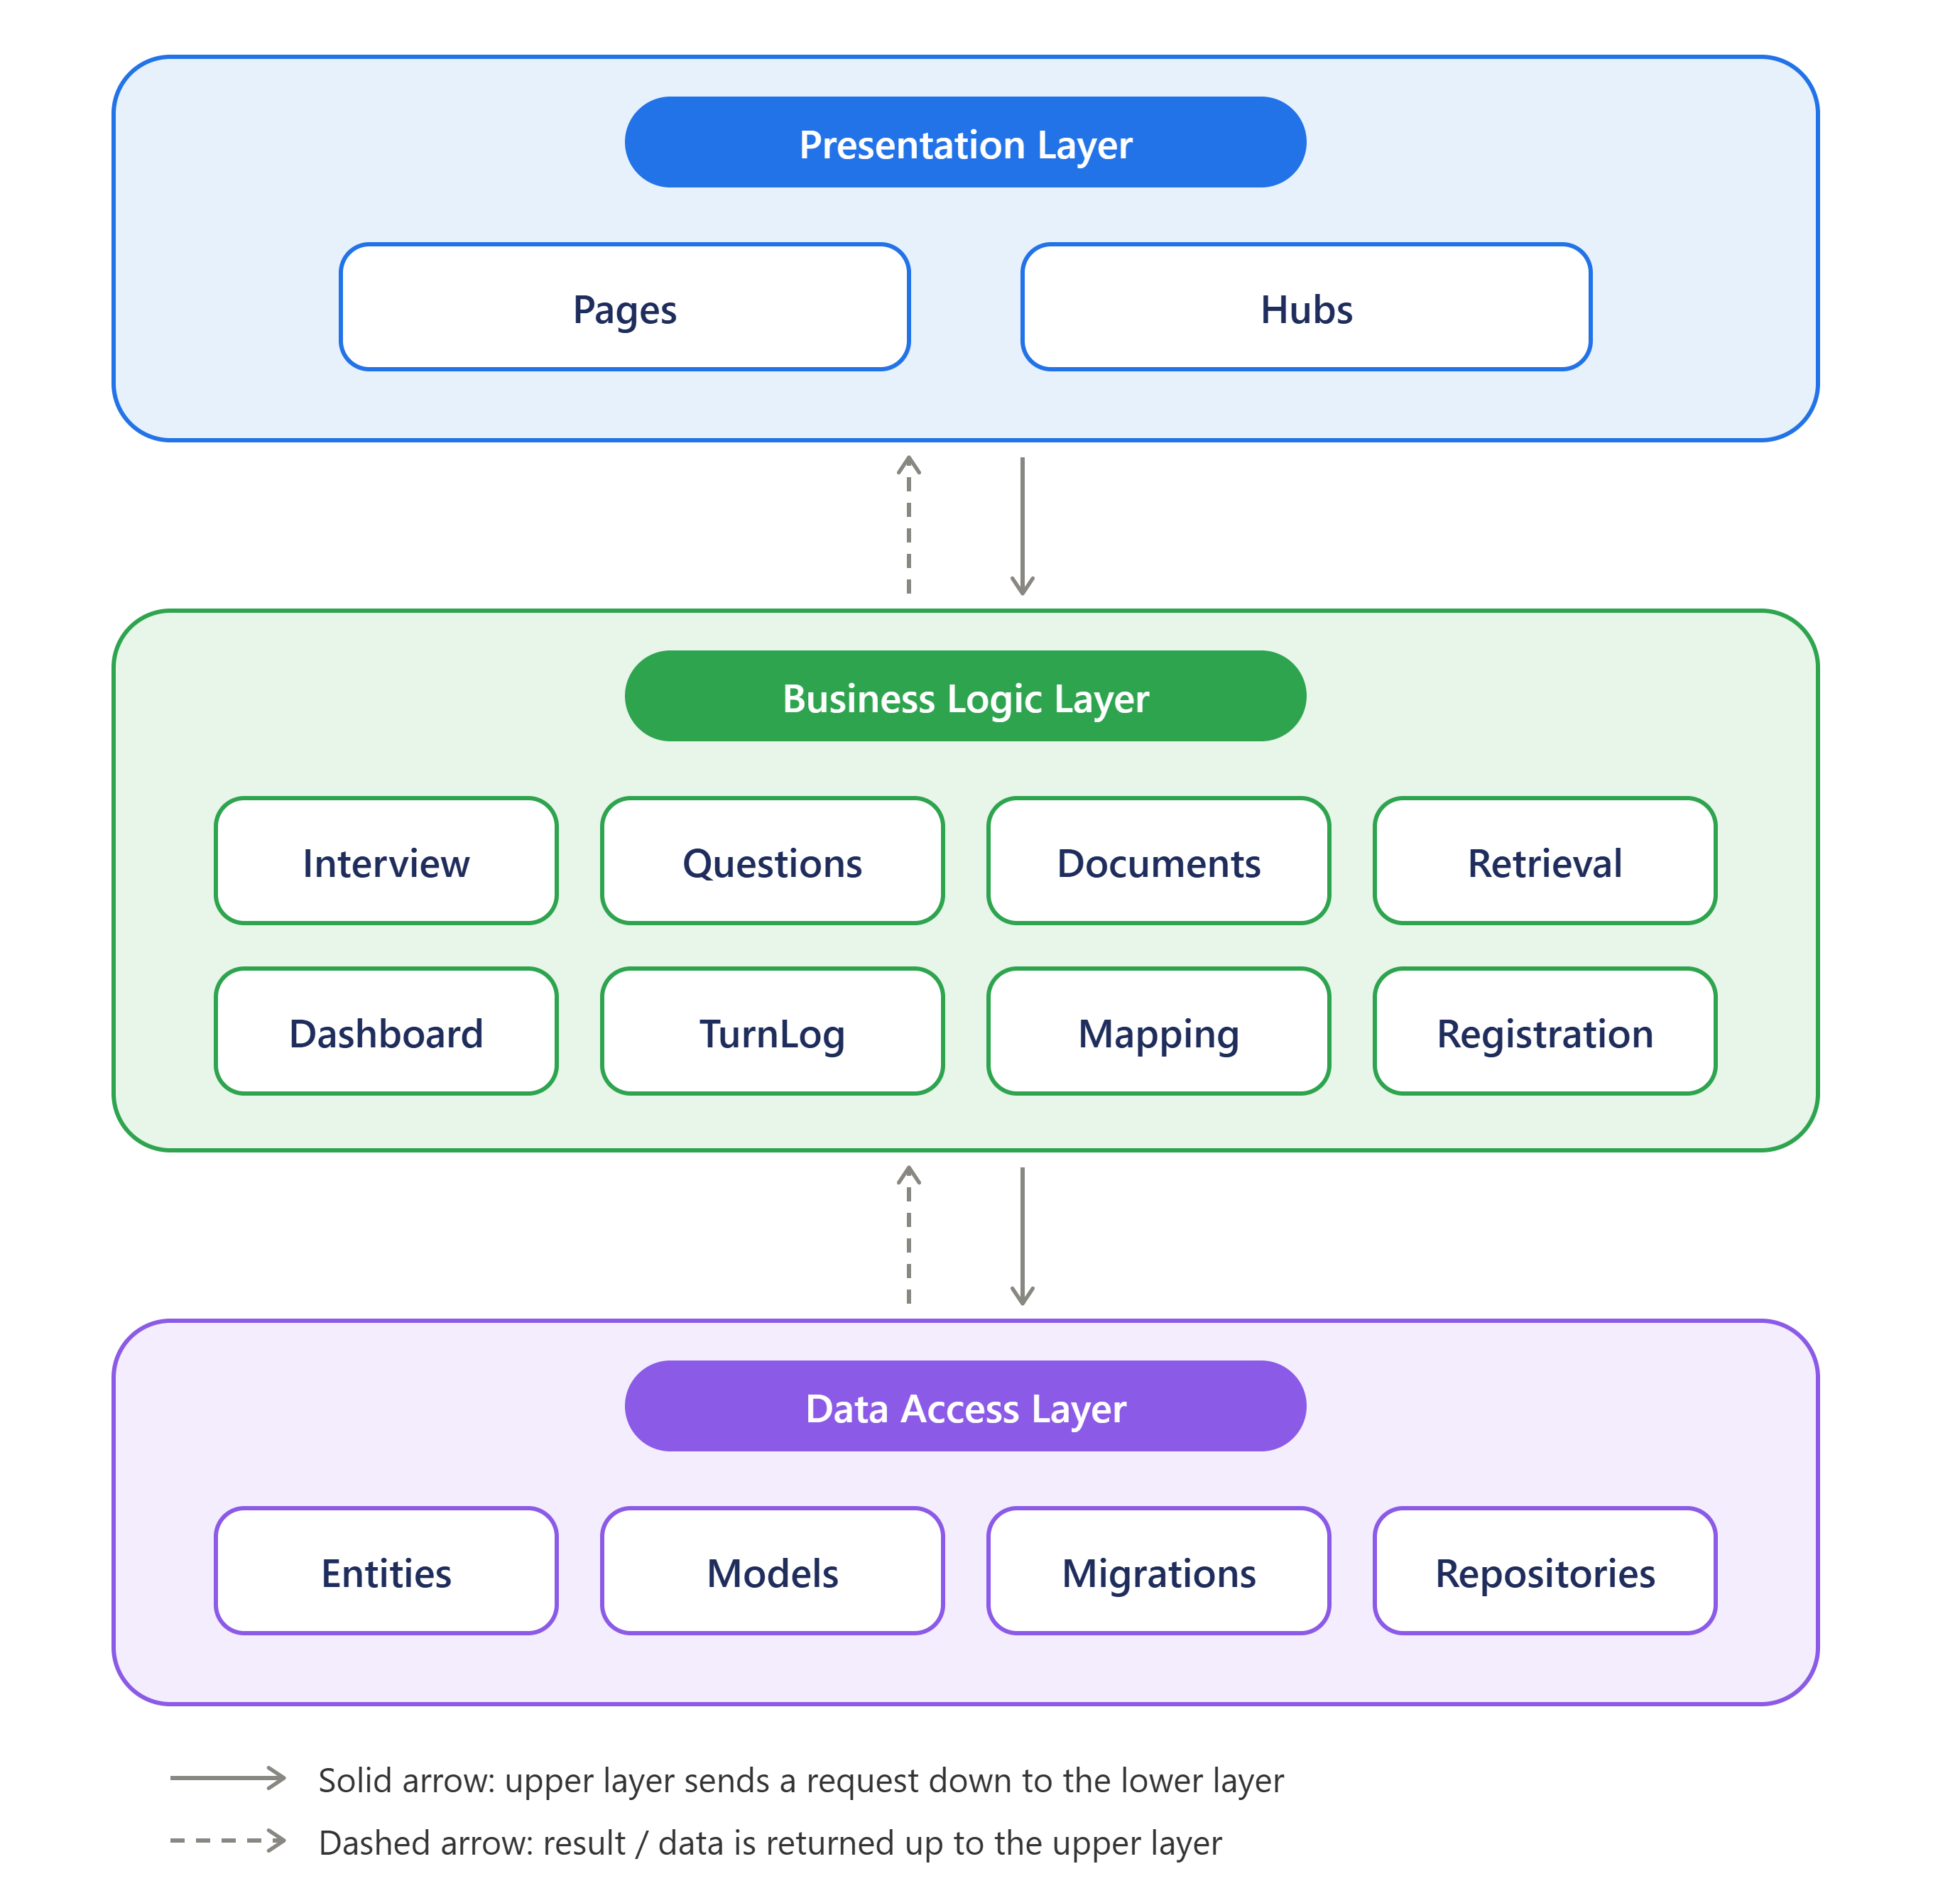 Presentation Layer
Pages
Hubs
Business Logic Layer
Interview
Questions
Documents
Retrieval
Dashboard
TurnLog
Mapping
Registration
Data Access Layer
Entities
Models
Migrations
Repositories
Solid arrow: upper layer sends a request down to the lower layer
Dashed arrow: result / data is returned up to the upper layer